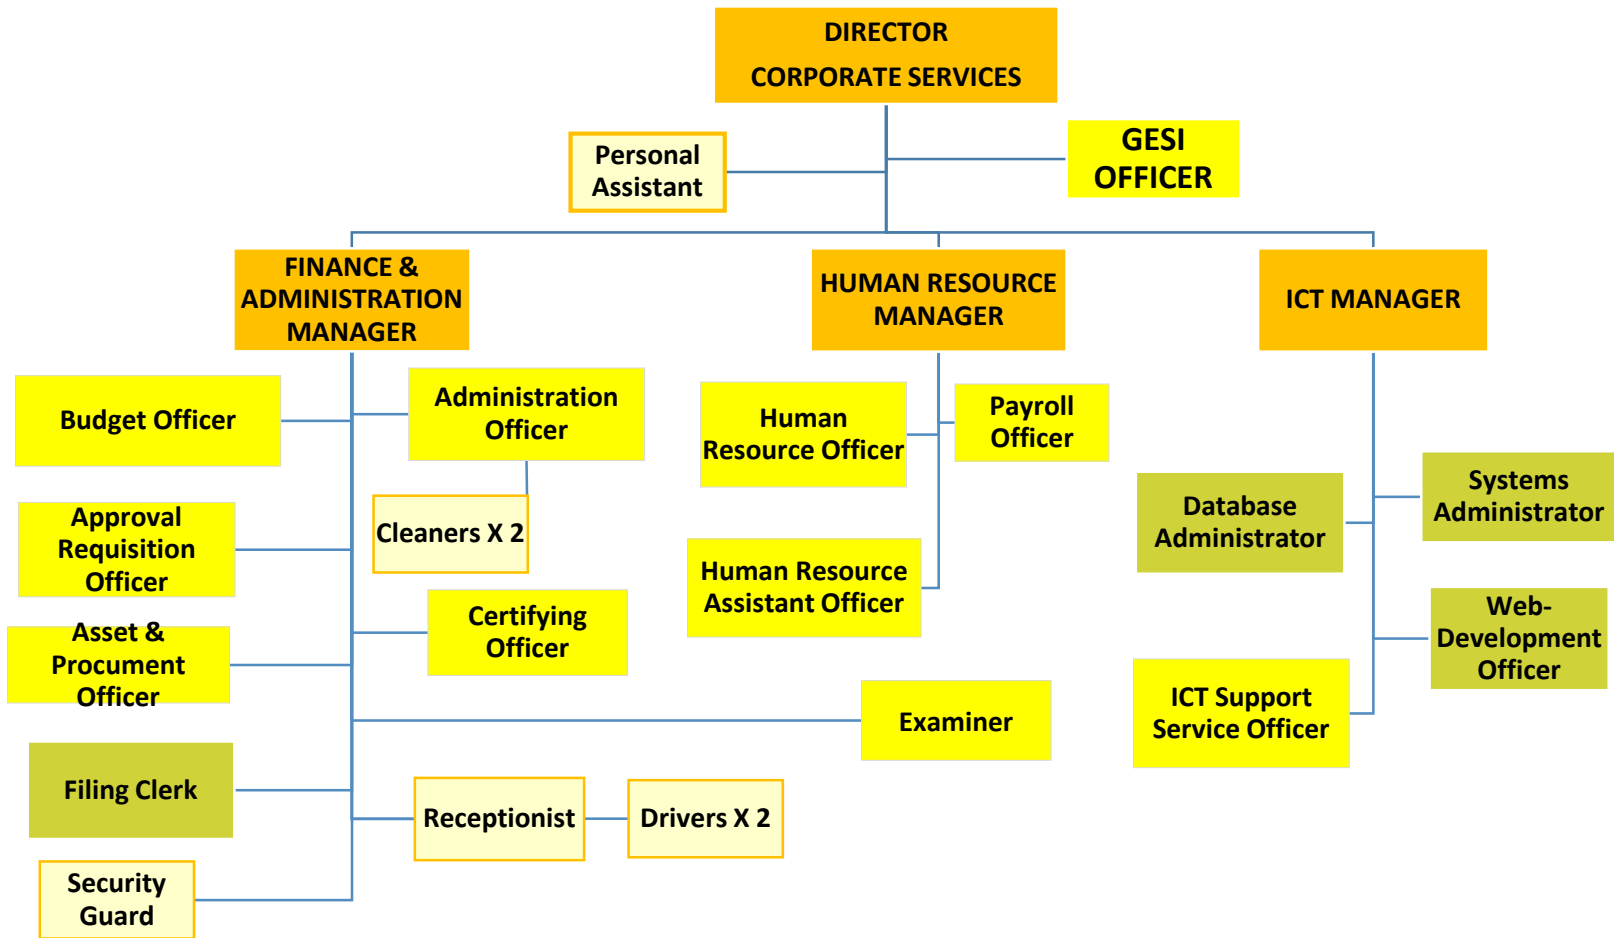 DIRECTOR
CORPORATE SERVICES
Personal
Assistant
GESI
OFFICER
FINANCE &
ADMINISTRATION
MANAGER
HUMAN RESOURCE
MANAGER
ICT MANAGER
Budget Officer
Administration
Officer
Human
Resource Officer
Payroll
Officer
Approval
Requisition
Officer
Cleaners X 2
Database
Administrator
Systems
Administrator
Human Resource
Assistant Officer
Asset &
Procument
Officer
Certifying
Officer
Web-
Development
Officer
Examiner
ICT Support
Service Officer
Filing Clerk
Receptionist
Drivers X 2
Security
Guard